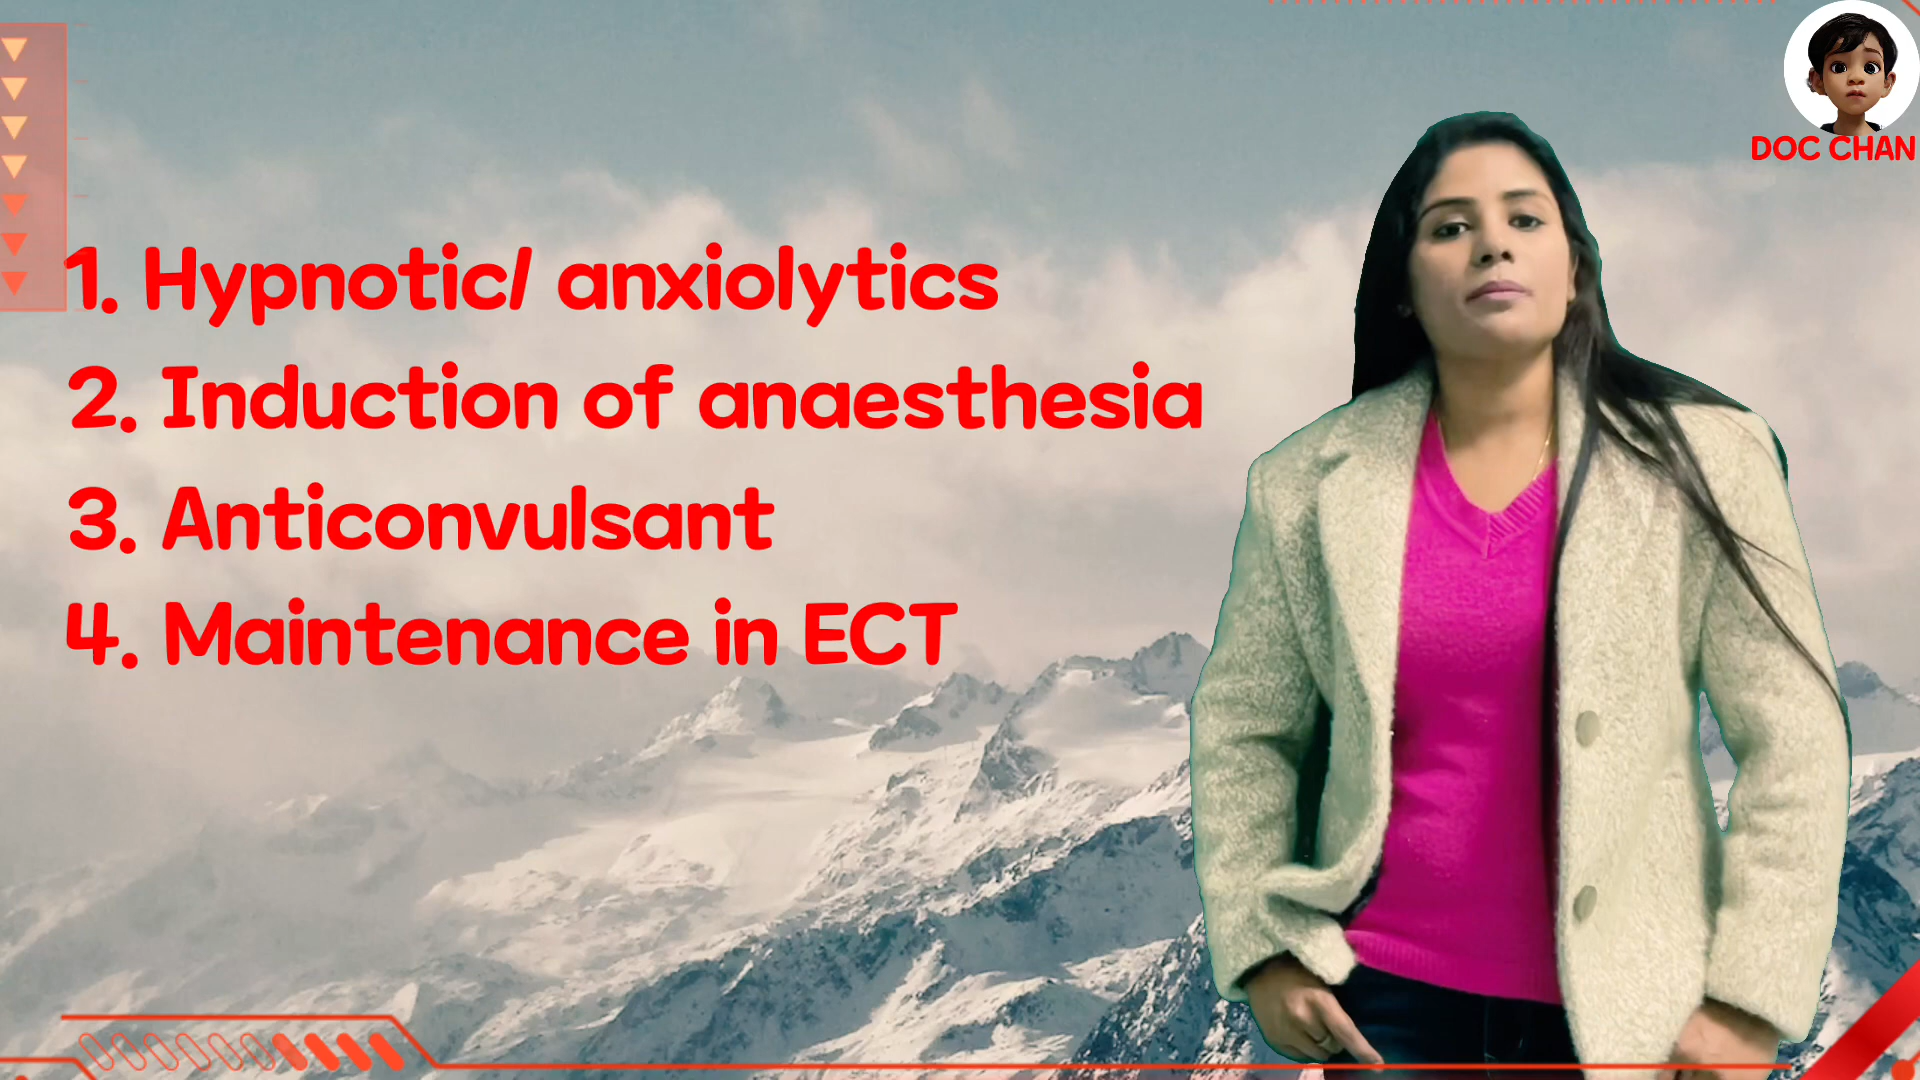 DOC CHAN
1. Hypnotic/ anxiolytics
2. Induction of anaesthesia
3. Anticonvulsant
4. Maintenance in ECT